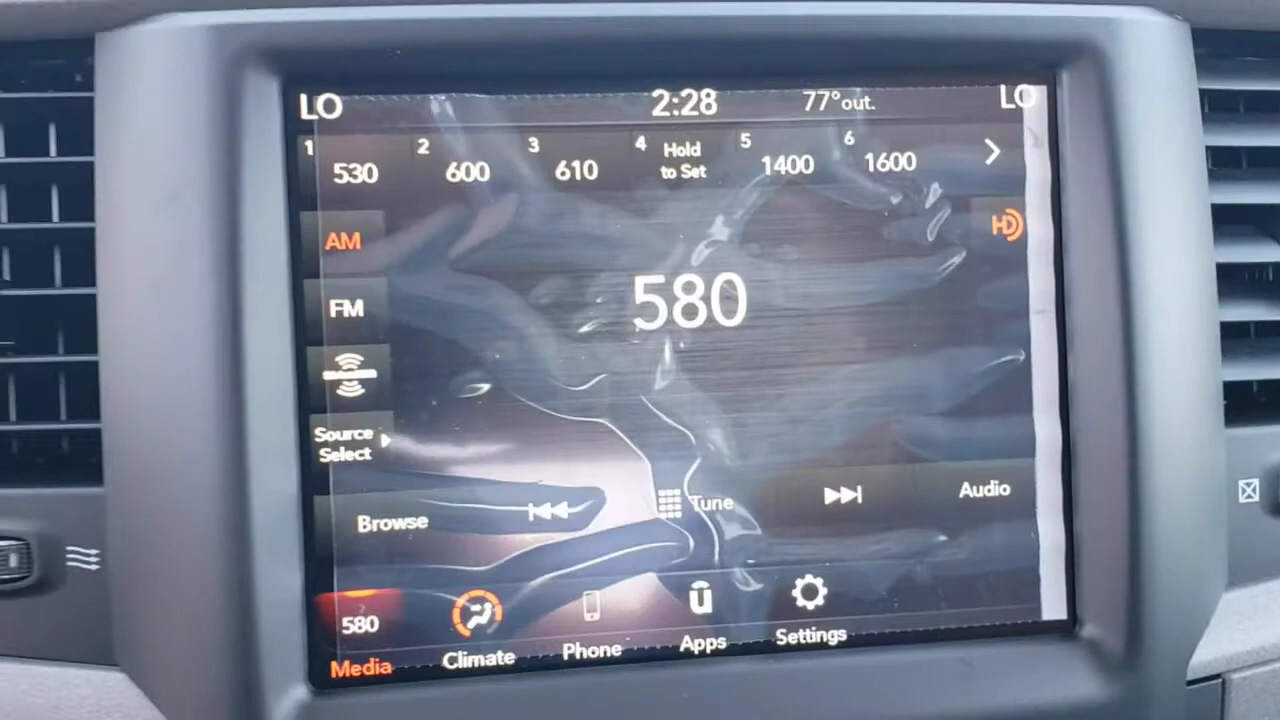 LO 2:28 77°out. LO
1 530 2 600 3 610 4 Hold to Set 5 1400 6 1600
AM
HD
580
FM
Source
Select
Browse Tune Audio
580
Media Climate Phone Apps Settings